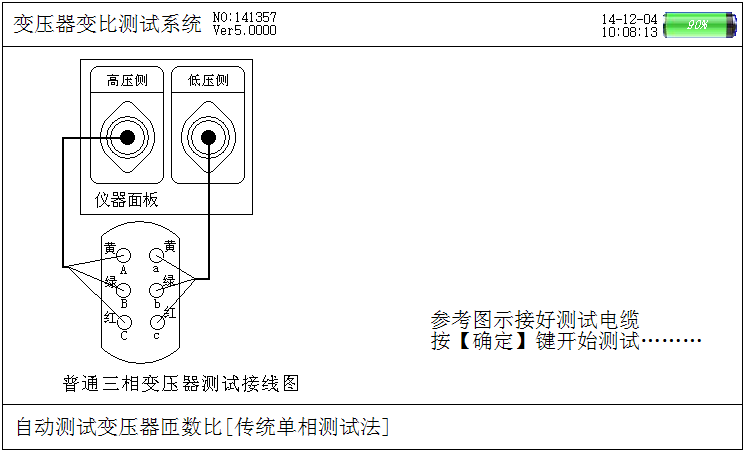 变压器变比测试系统
NO:141357
Ver5.0000
14-12-04
10:08:13
90%
高压侧
低压侧
仪器面板
黄
黄
A
a
绿
绿
B
b
红
红
C
c
参考图示接好测试电缆
按【确定】键开始测试………
普通三相变压器测试接线图
自动测试变压器匝数比[传统单相测试法]